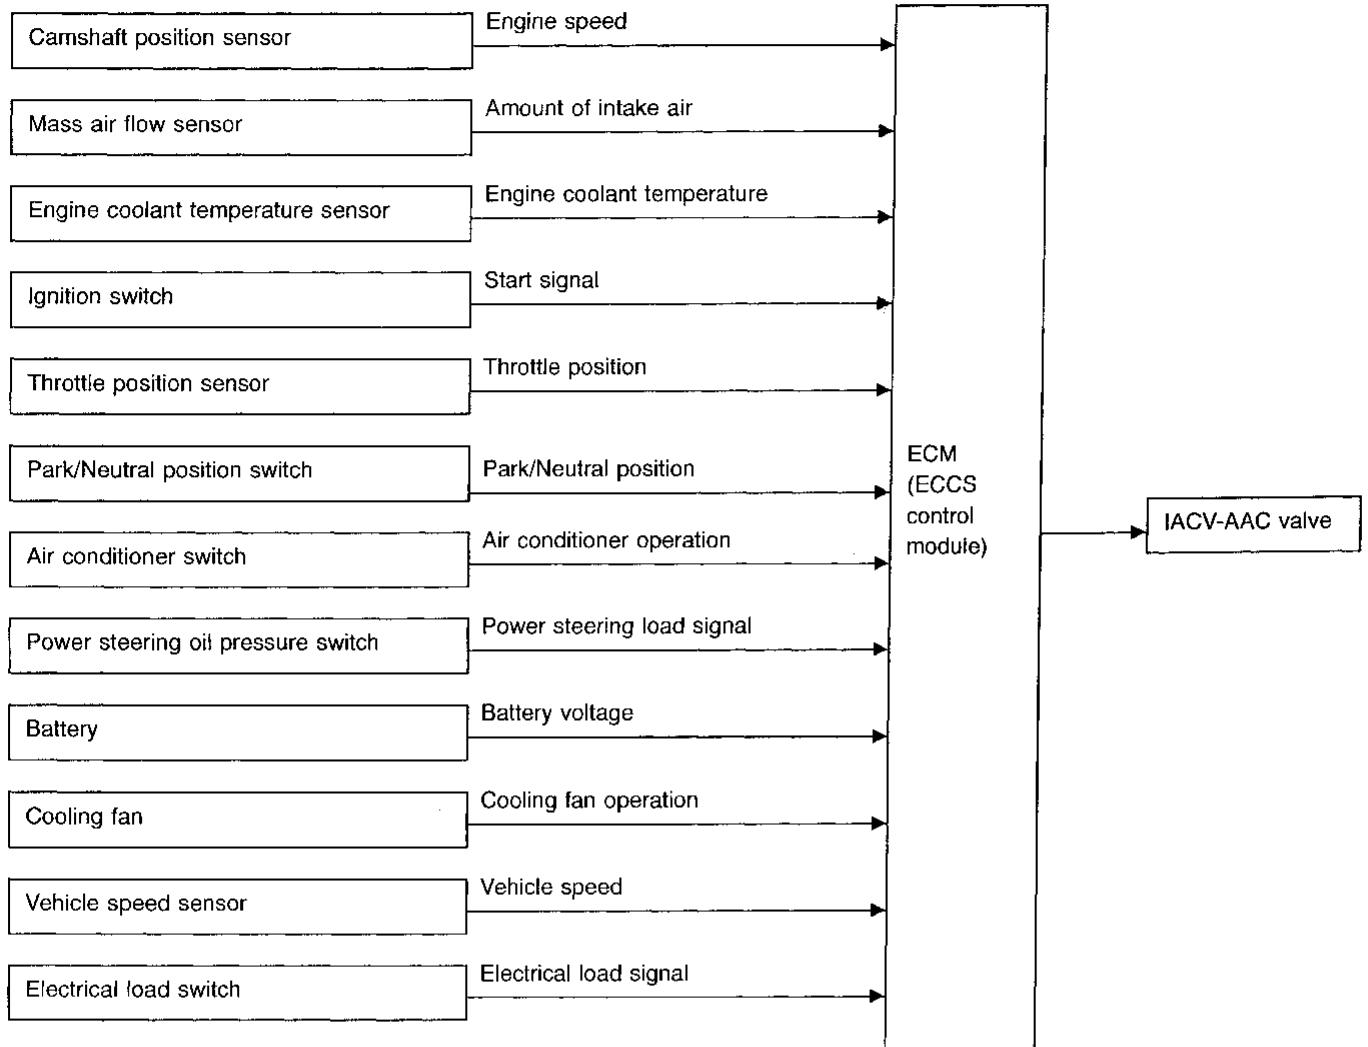 Camshaft position sensor
Engine speed
Mass air flow sensor
Amount of intake air
Engine coolant temperature sensor
Engine coolant temperature
Ignition switch
Start signal
Throttle position sensor
Throttle position
Park/Neutral position switch
Park/Neutral position
Air conditioner switch
Air conditioner operation
Power steering oil pressure switch
Power steering load signal
Battery
Battery voltage
Cooling fan
Cooling fan operation
Vehicle speed sensor
Vehicle speed
Electrical load switch
Electrical load signal
ECM
(ECCS
control
module)
IACV-AAC valve